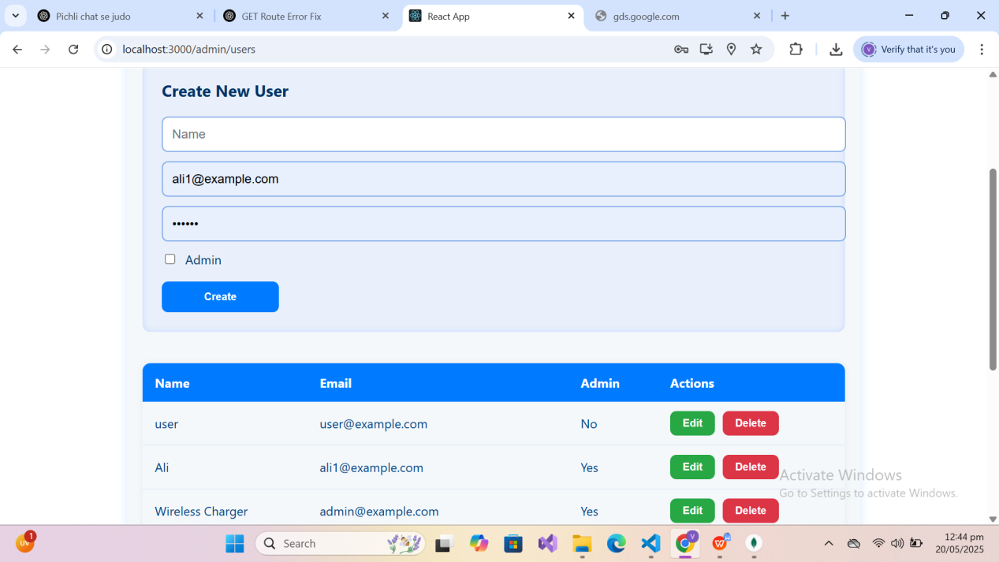 Pichli chat se judo
GET Route Error Fix
React App
gds.google.com
localhost:3000/admin/users
V
Verify that it's you
Create New User
Name
ali1@example.com
••••••
Admin
Create
Name Email Admin Actions
user user@example.com No Edit Delete
Ali ali1@example.com Yes Edit Delete
Wireless Charger admin@example.com Yes Edit Delete
Activate Windows
Go to Settings to activate Windows.
UV 1
Search
V
W
12:44 pm
20/05/2025